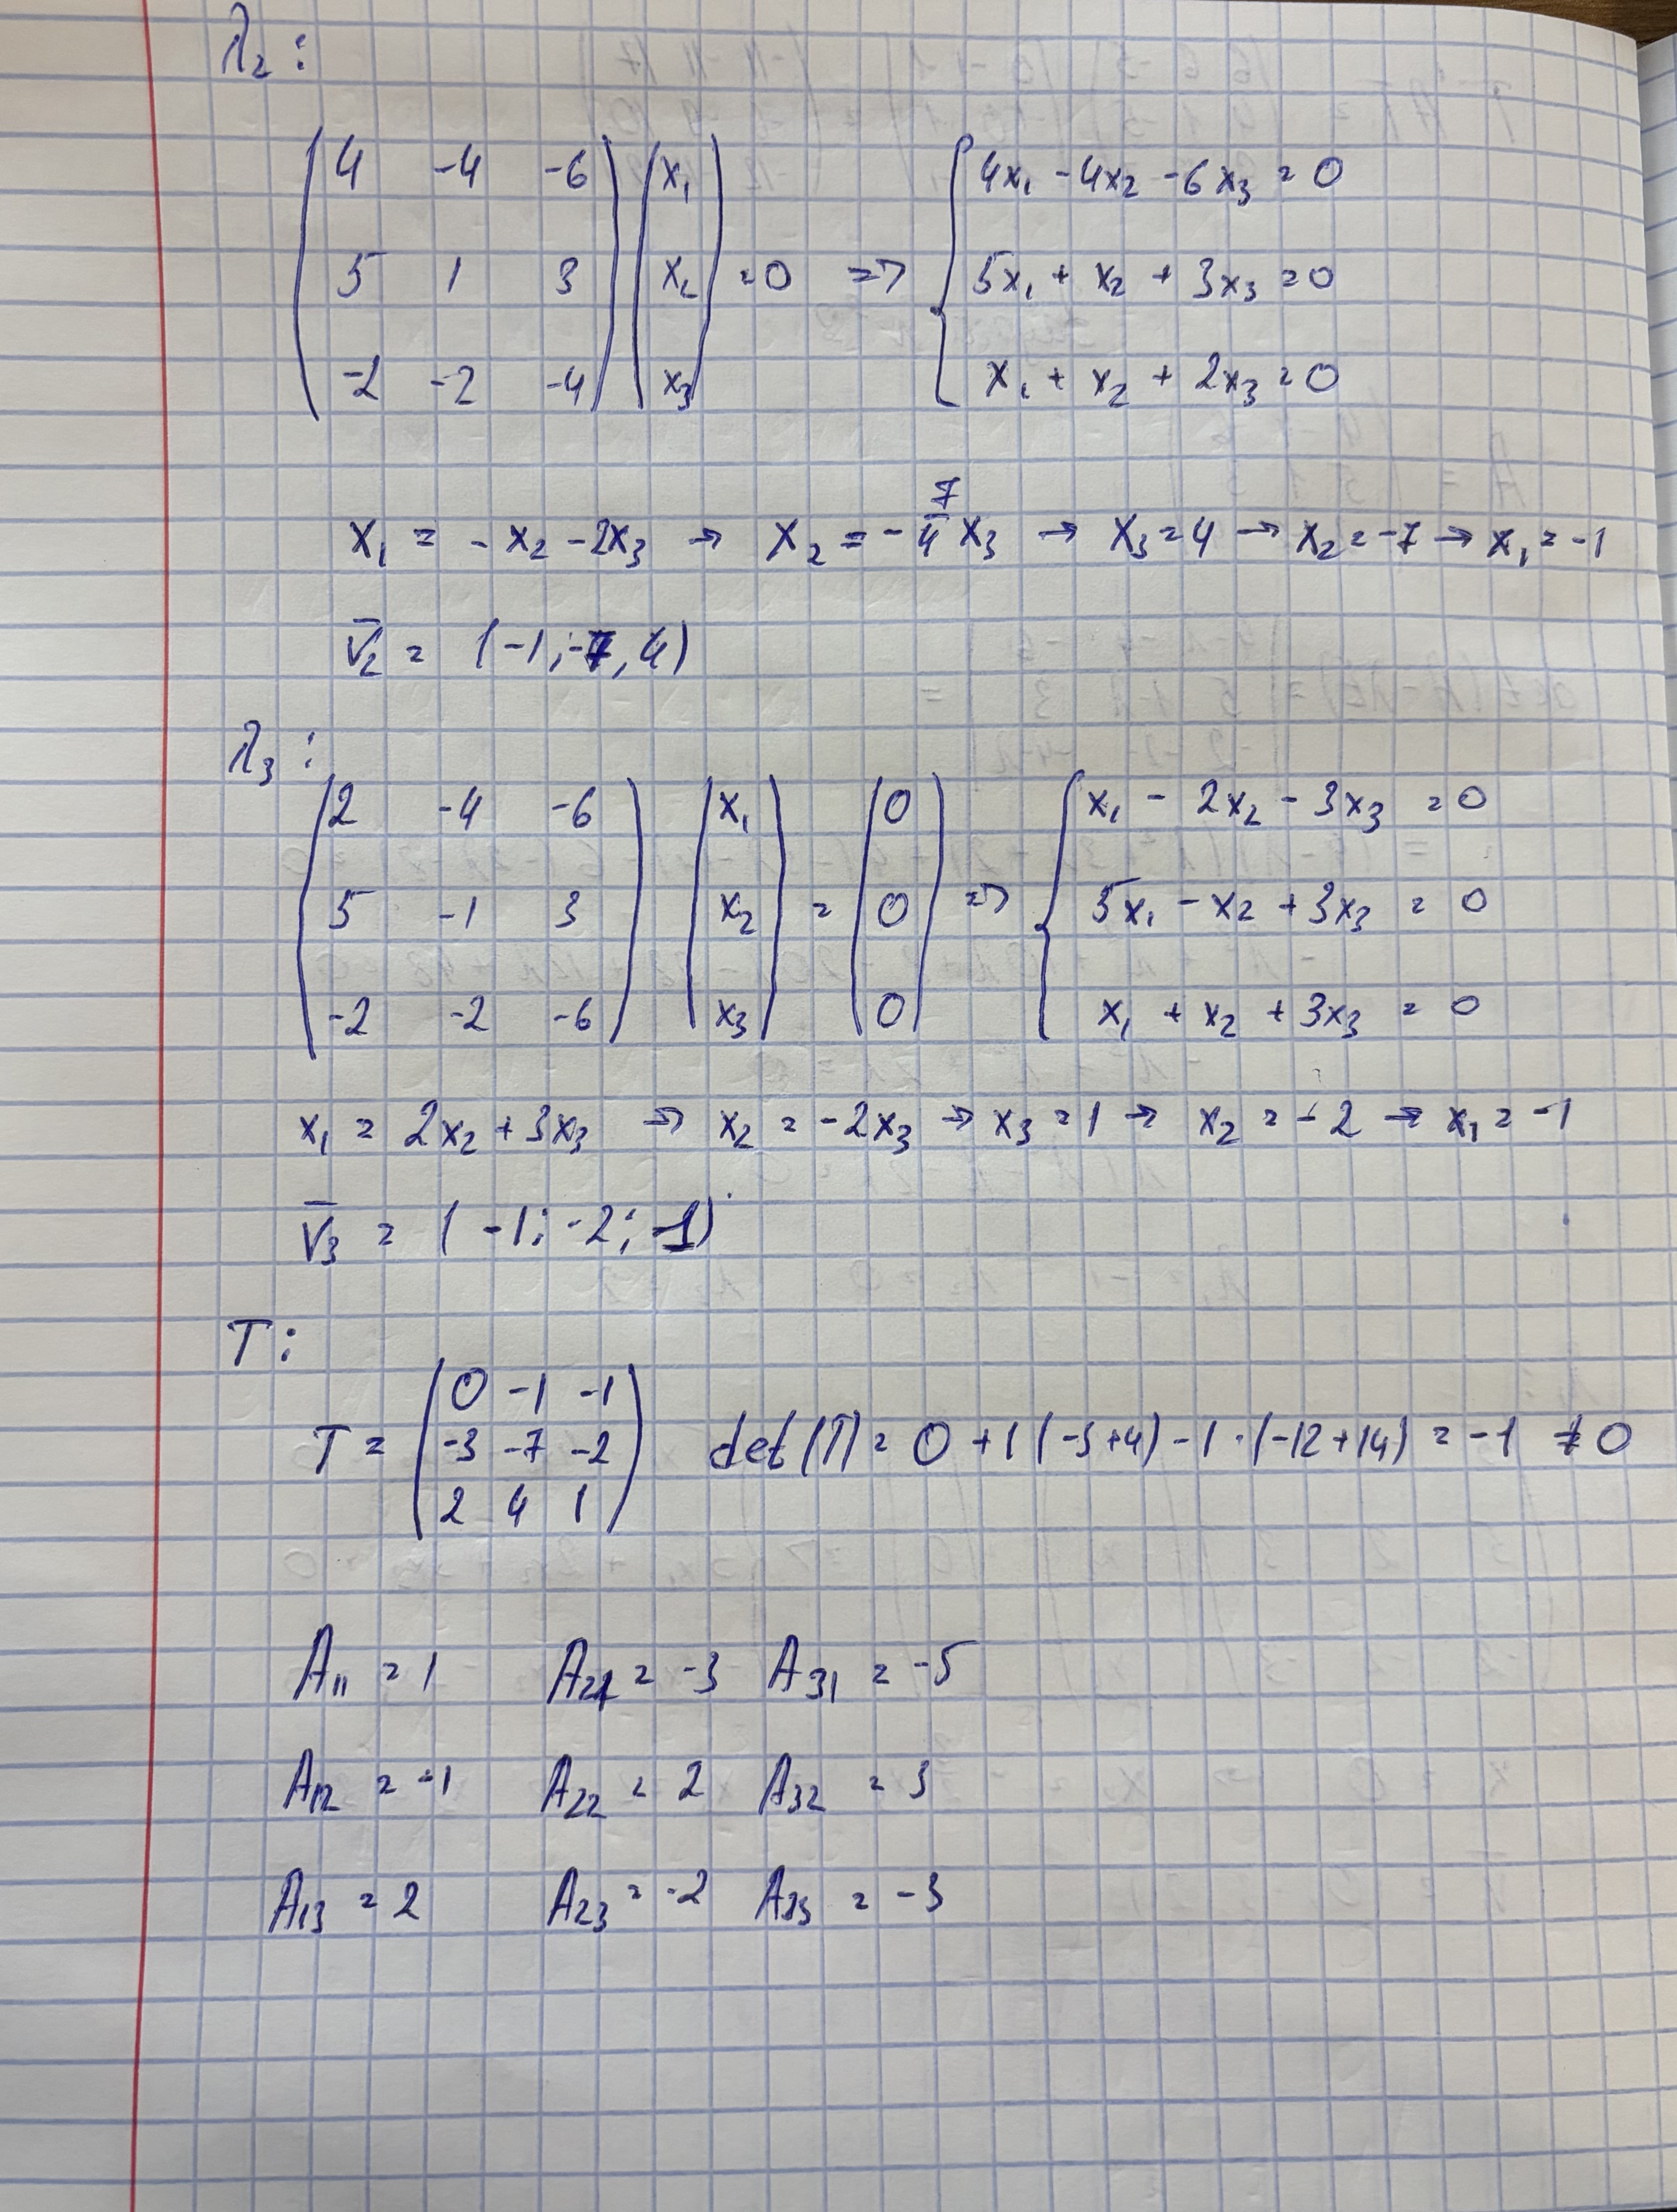 λ₂ :
( 4 -4 -6 ) ( x₁ ) { 4x₁ - 4x₂ - 6x₃ = 0
( 5 1 3 ) ( x₂ ) = 0 => { 5x₁ + x₂ + 3x₃ = 0
( -2 -2 -4 ) ( x₃ ) { x₁ + x₂ + 2x₃ = 0
x₁ = - x₂ - 2x₃ → x₂ = - 7/4 x₃ → x₃ = 4 → x₂ = -7 → x₁ = -1
v̄₂ = (-1; -7, 4)
λ₃ :
( 2 -4 -6 ) ( x₁ ) ( 0 ) { x₁ - 2x₂ - 3x₃ = 0
( 5 -1 3 ) ( x₂ ) = ( 0 ) => { 5x₁ - x₂ + 3x₃ = 0
( -2 -2 -6 ) ( x₃ ) ( 0 ) { x₁ + x₂ + 3x₃ = 0
x₁ = 2x₂ + 3x₃ → x₂ = -2x₃ → x₃ = 1 → x₂ = -2 → x₁ = -1
v̄₃ = ( -1; -2; 1)
T :
( 0 -1 -1 )
T = ( -3 -7 -2 ) det(T) = 0 + 1(-3+4) - 1·(-12+14) = -1 ≠ 0
( 2 4 1 )
A₁₁ = 1 A₂₁ = -3 A₃₁ = -5
A₁₂ = -1 A₂₂ = 2 A₃₂ = 3
A₁₃ = 2 A₂₃ = -2 A₃₃ = -3